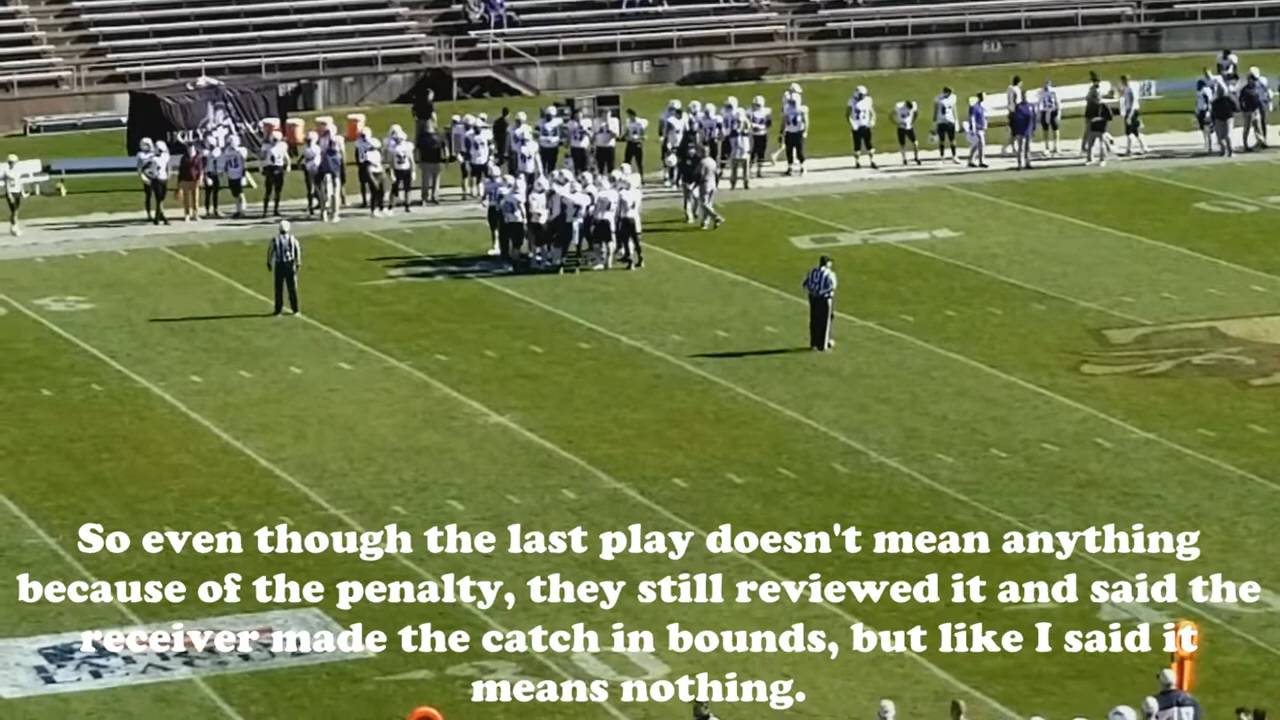 HOLY
So even though the last play doesn't mean anything
because of the penalty, they still reviewed it and said the
receiver made the catch in bounds, but like I said it
means nothing.